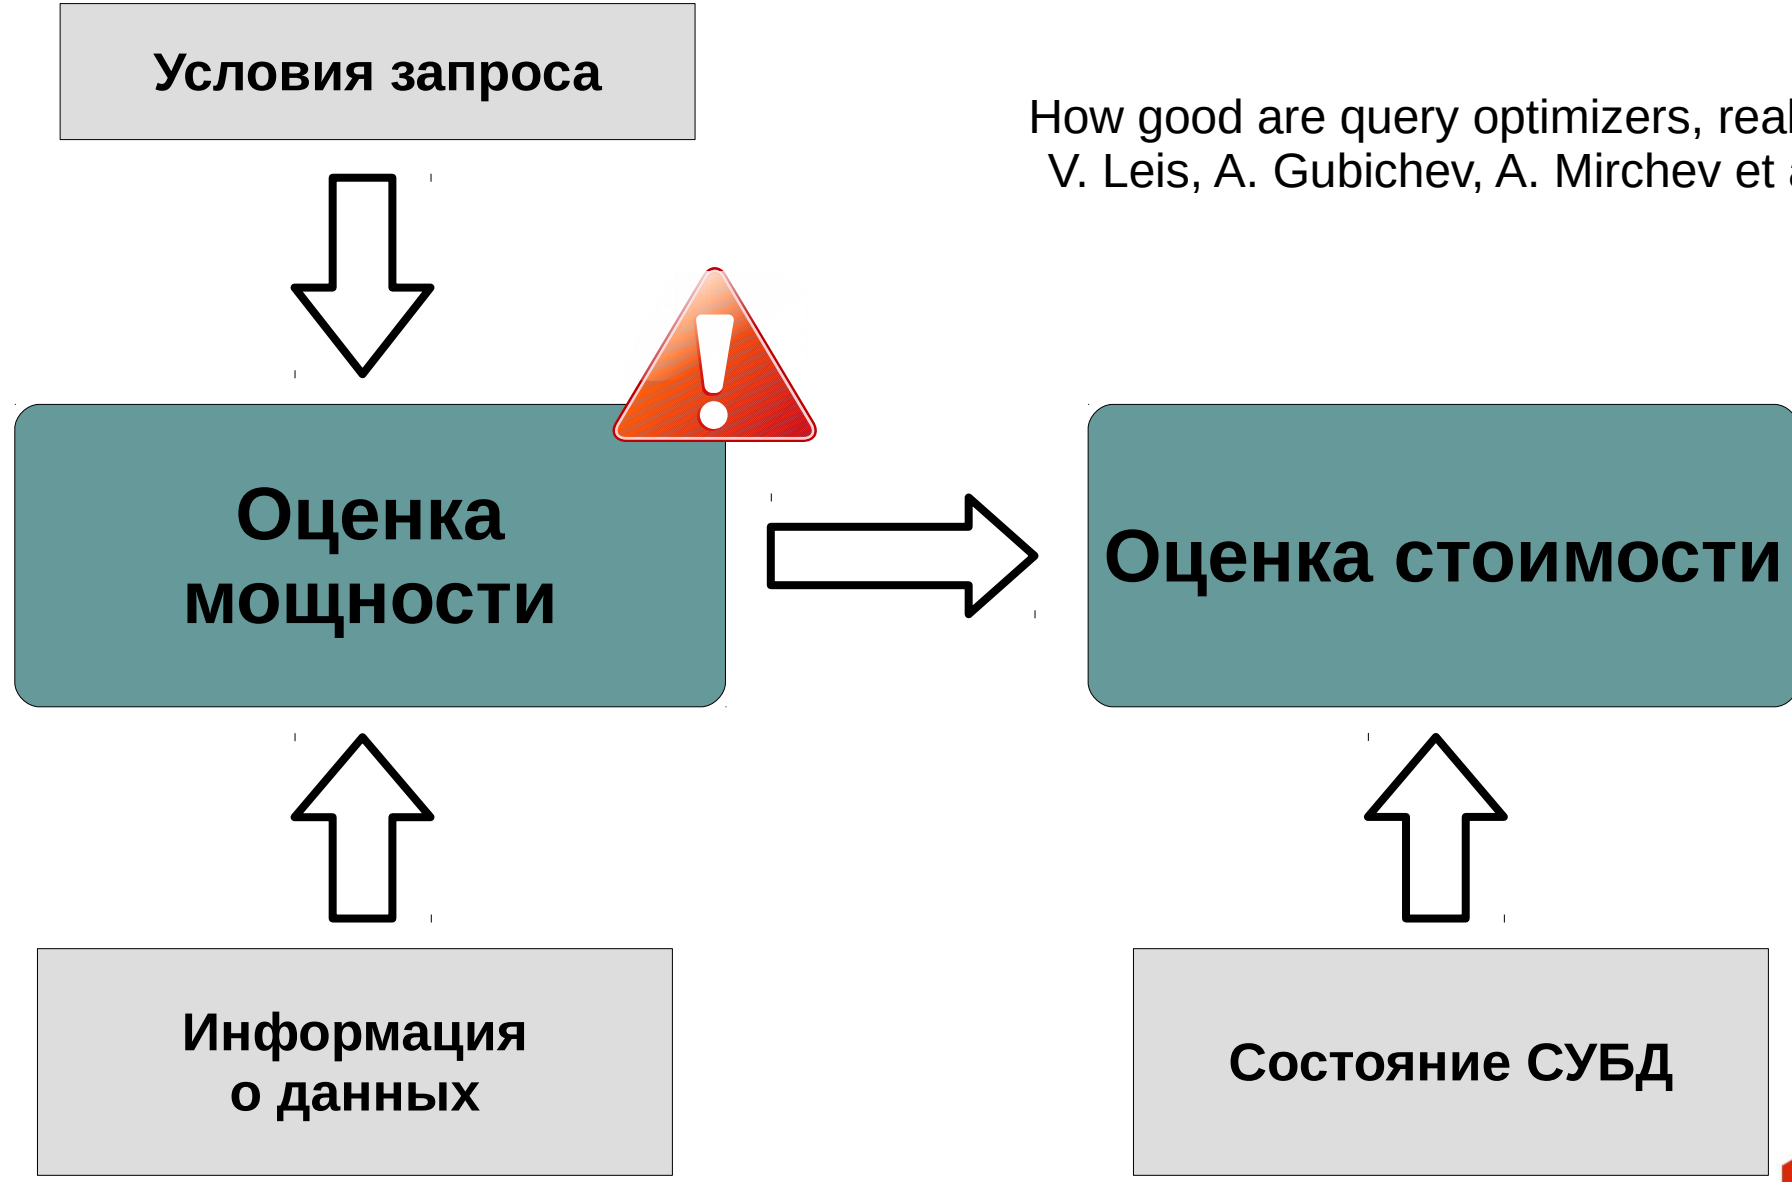 Условия запроса
How good are query optimizers,
V. Leis, A. Gubichev, A. Mirchev et
Оценка
мощности
Оценка стоимости
Информация
о данных
Состояние СУБД